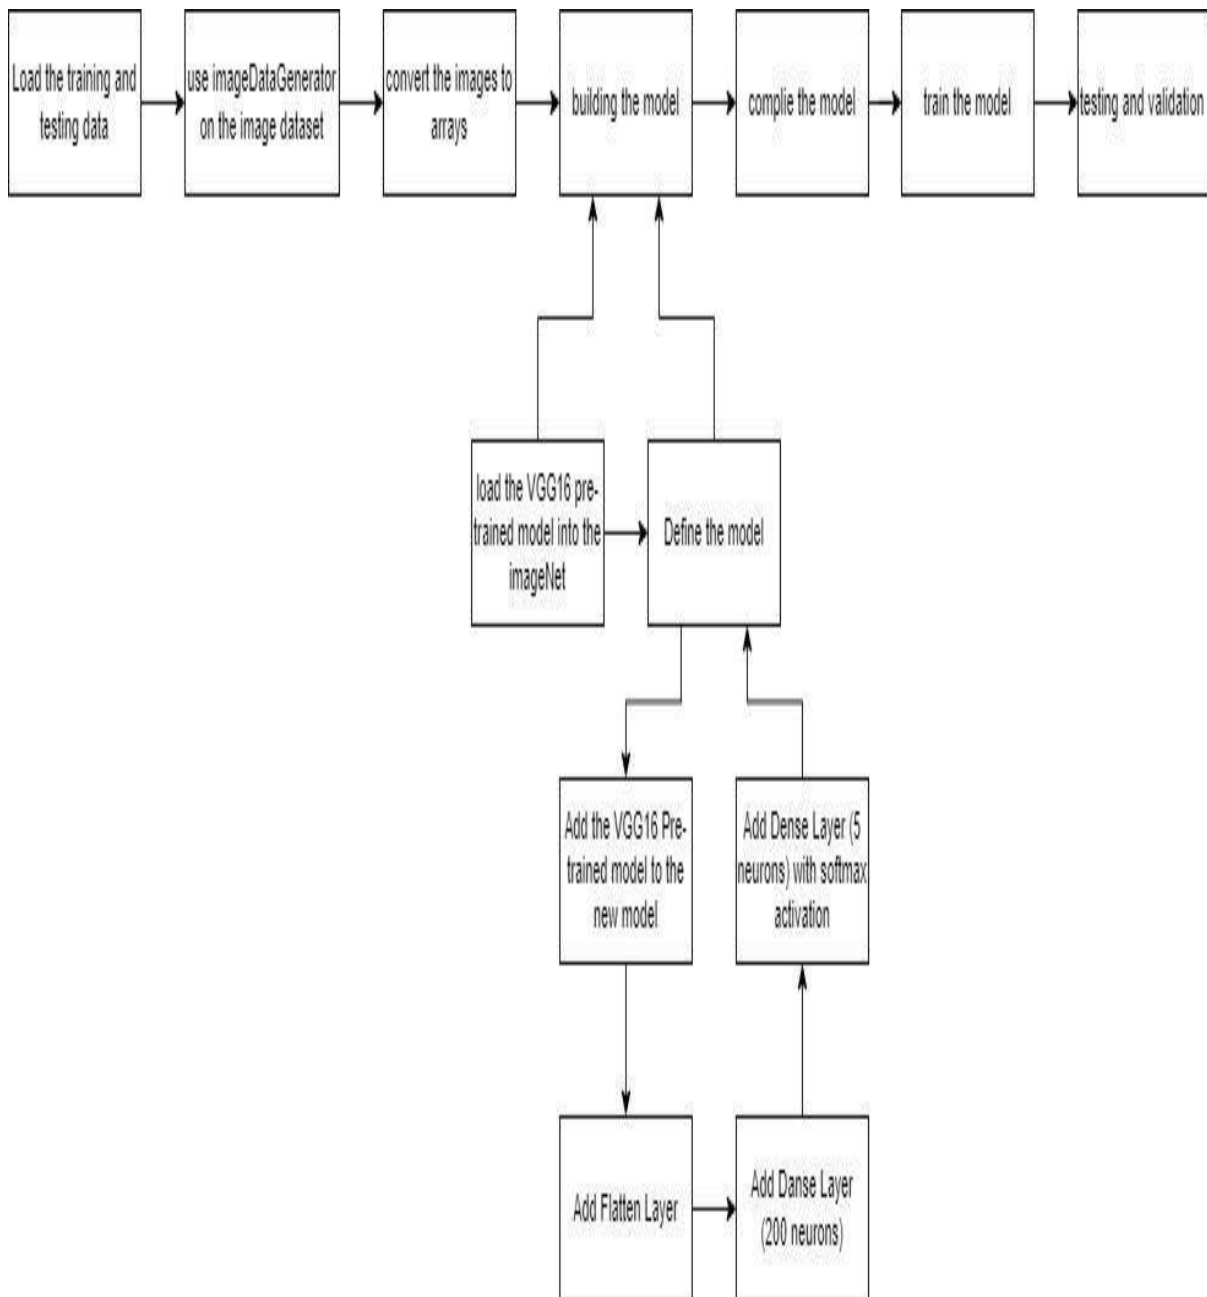 Load the training and
testing data
use imageDataGenerator
on the image dataset
convert the images to
arrays
building the model
complie the model
train the model
testing and validation
load the VGG16 pre-
trained model into the
imageNet
Define the model
Add the VGG16 Pre-
trained model to the
new model
Add Dense Layer (5
neurons) with softmax
activation
Add Flatten Layer
Add Danse Layer
(200 neurons)